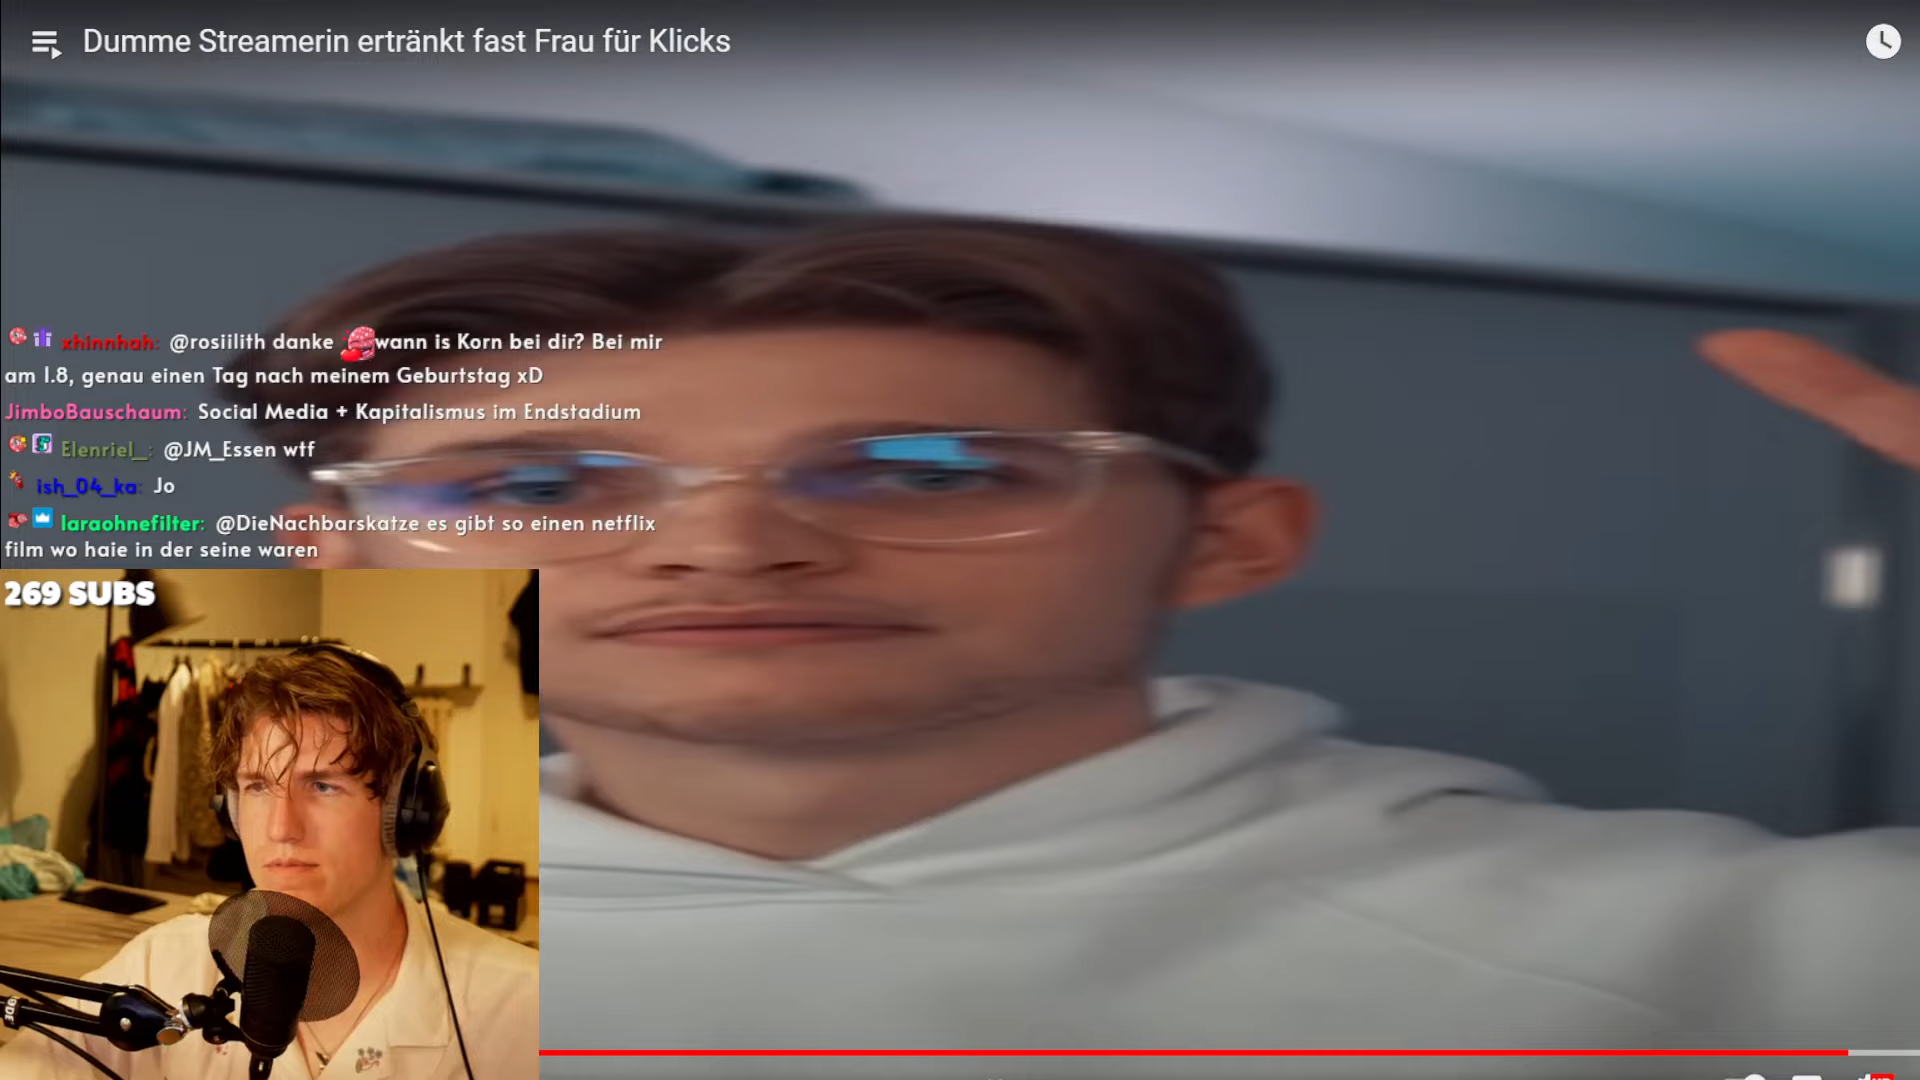 Dumme Streamerin ertränkt fast Frau für Klicks
xhinnhah: @rosiilith danke wann is Korn bei dir? Bei mir
am 1.8, genau einen Tag nach meinem Geburtstag xD
JimboBauschaum: Social Media + Kapitalismus im Endstadium
Elenriel_: @JM_Essen wtf
ish_04_ka: Jo
laraohnefilter: @DieNachbarskatze es gibt so einen netflix
film wo haie in der seine waren
269 SUBS